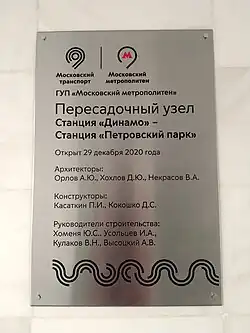 Московский
транспорт
М
Московский
метрополитен
ГУП «Московский метрополитен»
Пересадочный узел
Станция «Динамо» –
Станция «Петровский парк»
Открыт 29 декабря 2020 года
Архитекторы:
Орлов А.Ю., Хохлов Д.Ю., Некрасов В.А.
Конструкторы:
Касаткин П.И., Кокошко Д.С.
Руководители строительства:
Хоменя Ю.С., Усольцев И.А.,
Кулаков В.Н., Высоцкий А.В.